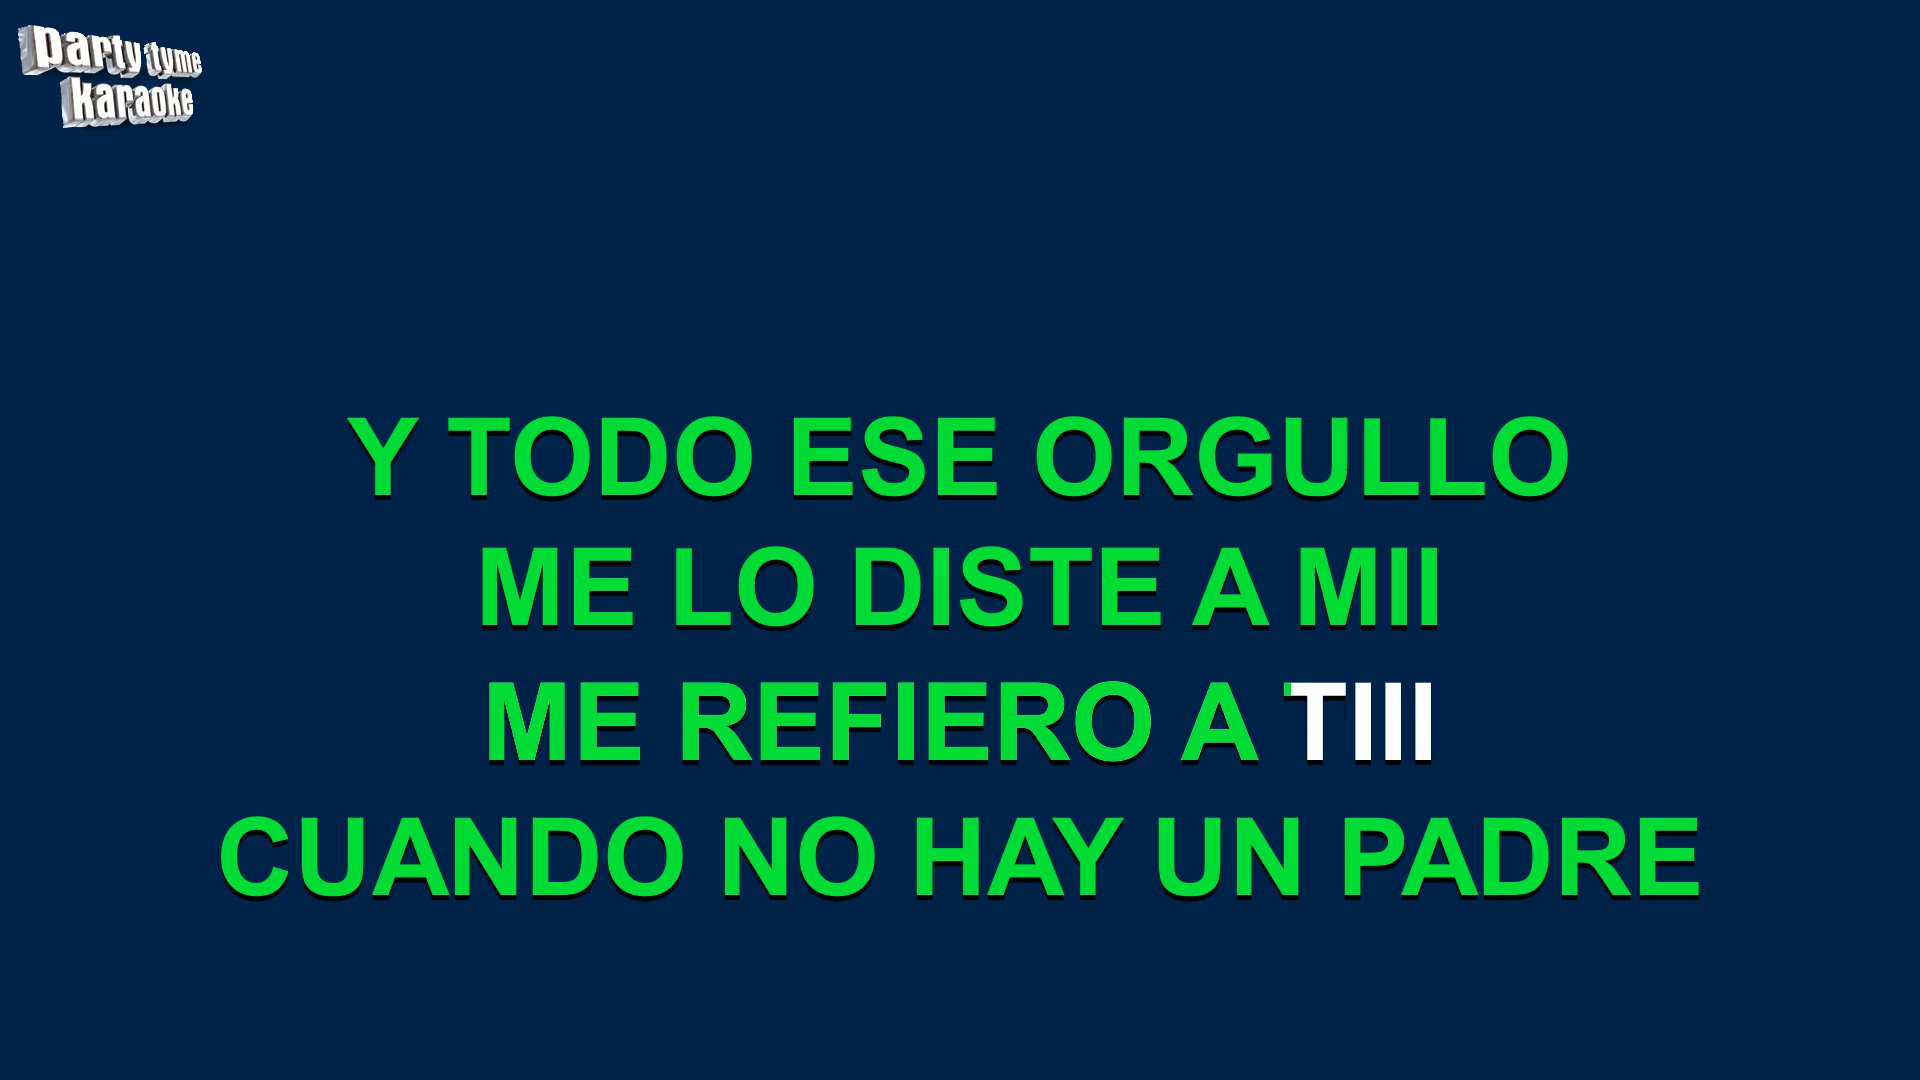 party tyme
karaoke
Y TODO ESE ORGULLO
ME LO DISTE A MII
ME REFIERO A TIII
CUANDO NO HAY UN PADRE